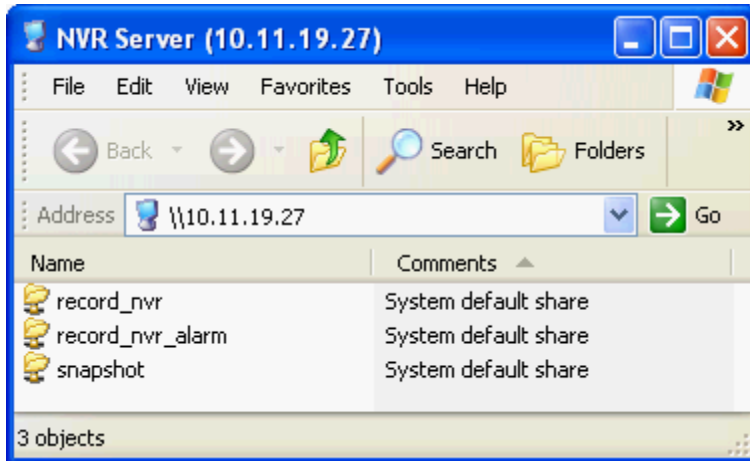 NVR Server (10.11.19.27)
File Edit View Favorites Tools Help
Back Search Folders »
Address \\10.11.19.27 Go
Name Comments
record_nvr System default share
record_nvr_alarm System default share
snapshot System default share
3 objects